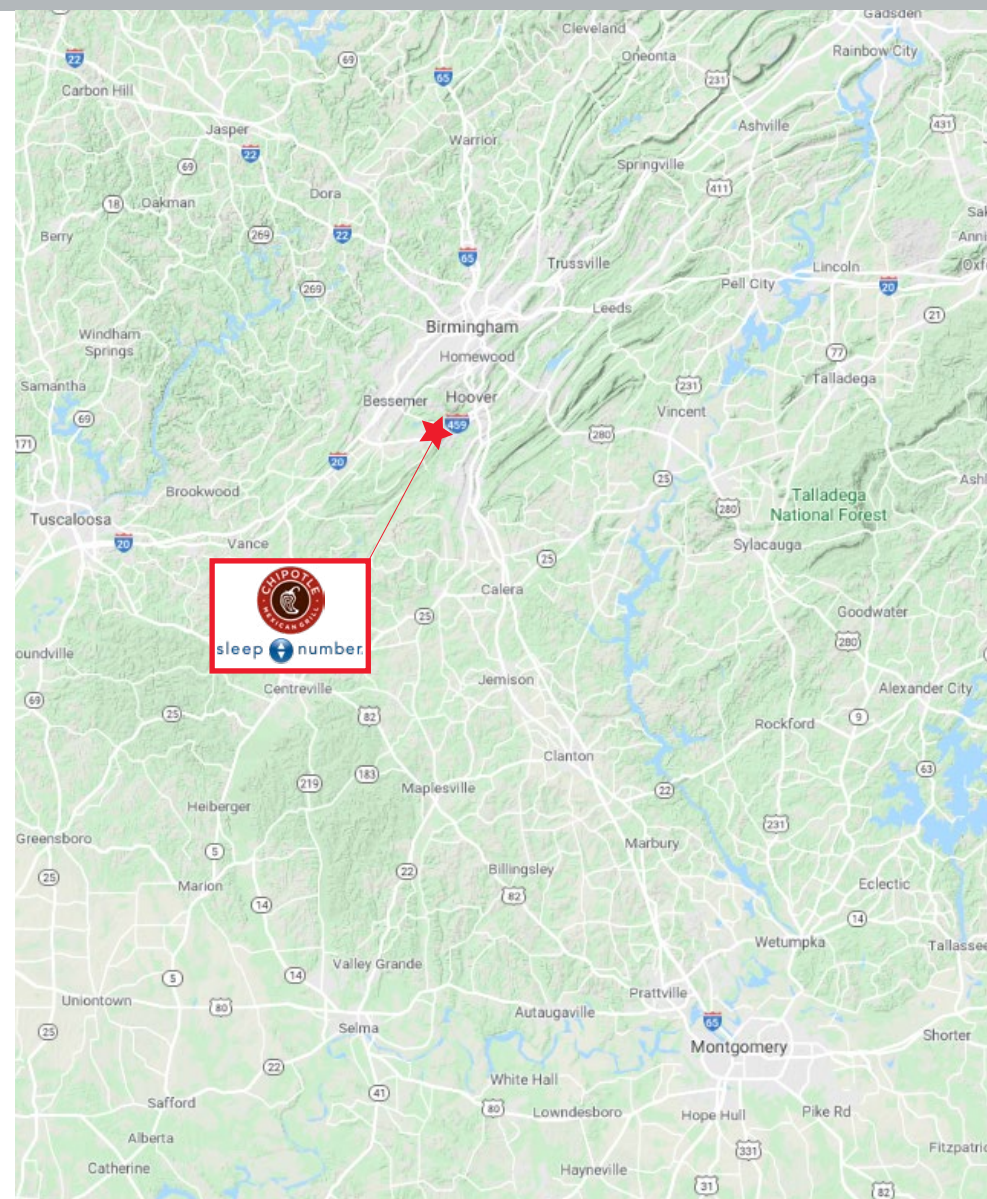 Gadsden
Cleveland
22
69
Oneonta
Rainbow City
65
231
Carbon Hill
Jasper
Ashville
431
Warrior
22
Springville
69
411
Dora
18
Oakman
Berry
269
22
65
Trussville
Lincoln
Pell City
20
269
Leeds
21
Birmingham
Windham
Springs
Homewood
77
Samantha
Talladega
231
Bessemer
Hoover
Vincent
69
459
280
171
20
25
Brookwood
Talladega
National Forest
280
Tuscaloosa
20
Vance
Sylacauga
25
CHIPOTLE
MEXICAN GRILL
Calera
25
Goodwater
280
sleep number.
oundville
Jemison
Centreville
Alexander City
69
25
82
Rockford
9
Clanton
63
219
183
Maplesville
22
Heiberger
231
Greensboro
5
Marbury
25
22
Billingsley
Marion
82
Eclectic
14
14
Wetumpka
Tallassee
Valley Grande
5
14
Prattville
Uniontown
80
Autaugaville
65
25
Selma
Shorter
Montgomery
22
White Hall
41
Safford
80
Lowndesboro
Hope Hull
Pike Rd
Alberta
331
Fitzpatric
Catherine
Hayneville
31
82